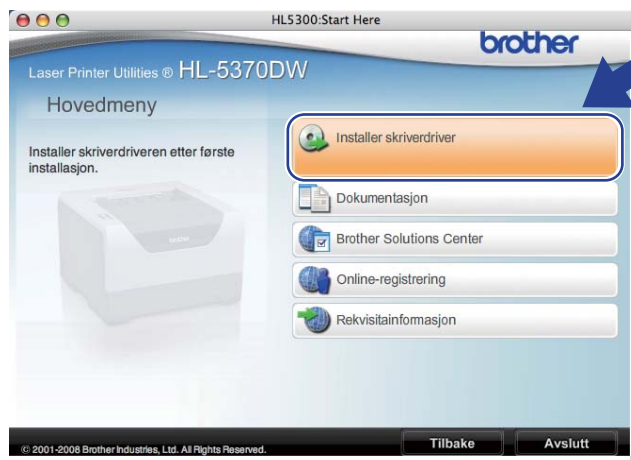 HL5300:Start Here
brother
Laser Printer Utilities ® HL-5370DW
Hovedmeny
Installer skriverdriveren etter første
installasjon.
Installer skriverdriver
Dokumentasjon
Brother Solutions Center
Online-registrering
Rekvisitainformasjon
brother
© 2001-2008 Brother Industries, Ltd. All Rights Reserved.
Tilbake
Avslutt